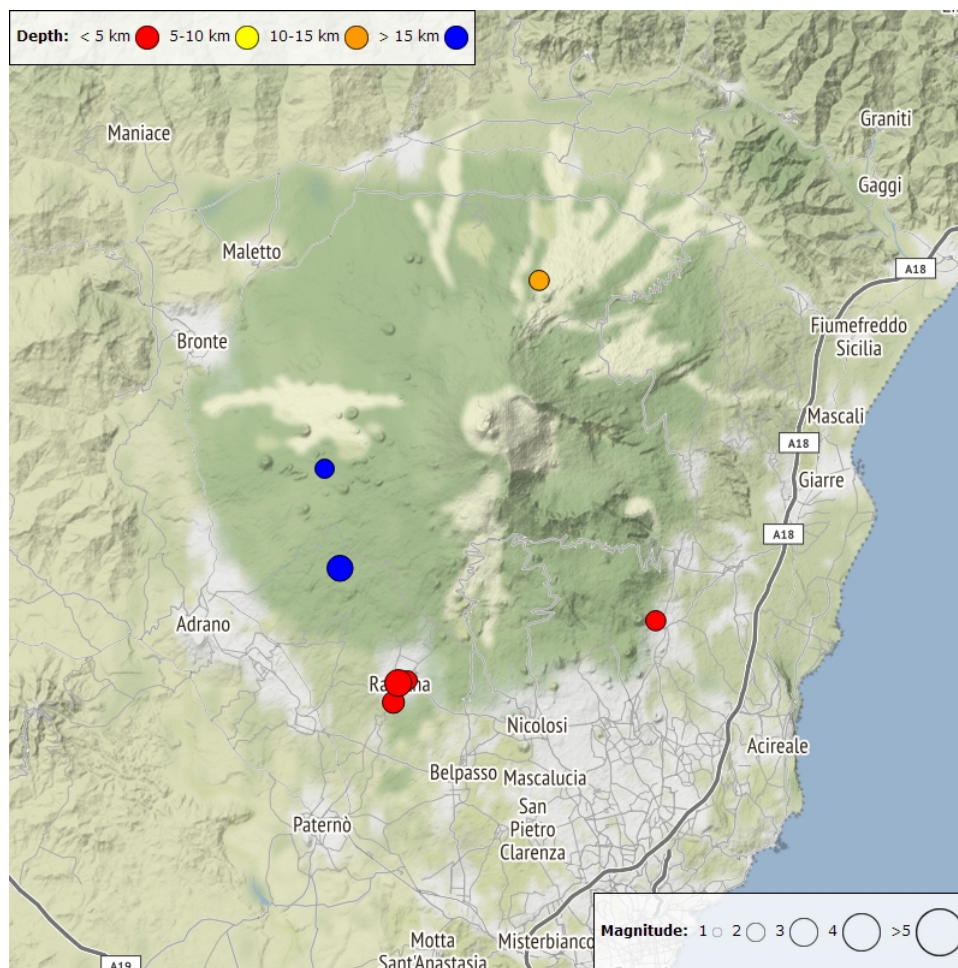 Depth: < 5 km 5-10 km 10-15 km > 15 km
Maniace
Graniti
Gaggi
Maletto
A18
Fiumefreddo
Sicilia
Bronte
Mascali
A18
Giarre
A18
Adrano
Nicolosi
Acireale
Belpasso
Mascalucia
San
Pietro
Clarenza
Paternò
Magnitude: 1 2 3 4 >5
Motta
Sant'Anastasia
Misterbianco
A19